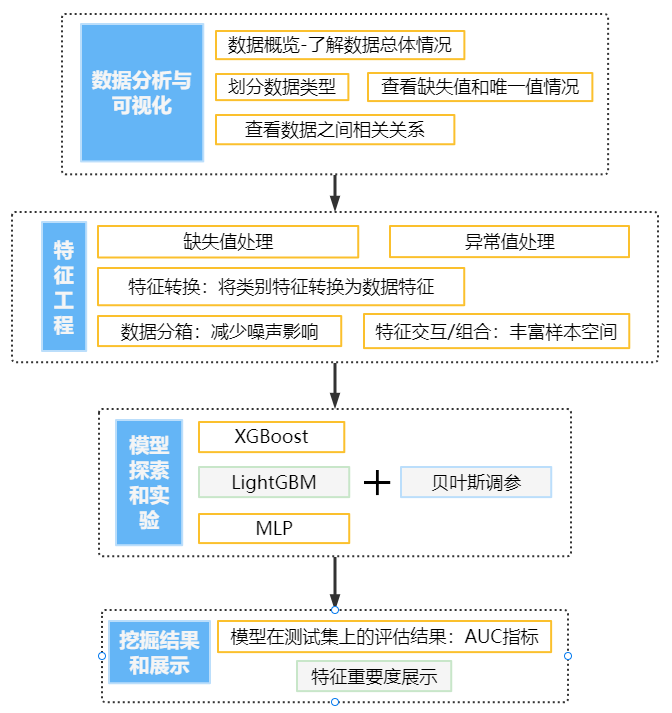 数据分析与
可视化
数据概览-了解数据总体情况
划分数据类型
查看缺失值和唯一值情况
查看数据之间相关关系
特
征
工
程
缺失值处理
异常值处理
特征转换：将类别特征转换为数据特征
数据分箱：减少噪声影响
特征交互/组合：丰富样本空间
模型
探索
和实
验
XGBoost
LightGBM
贝叶斯调参
MLP
挖掘结果
和展示
模型在测试集上的评估结果：AUC指标
特征重要度展示